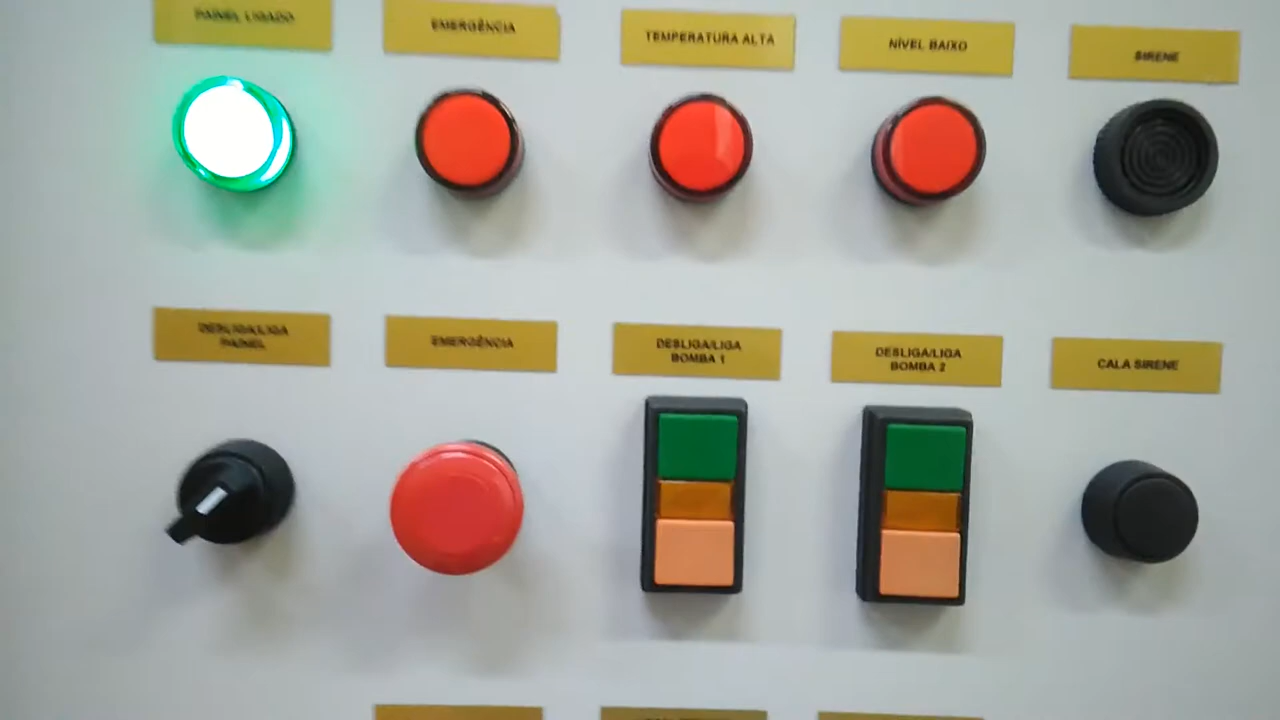 PAINEL LIGADO
EMERGÊNCIA
TEMPERATURA ALTA
NÍVEL BAIXO
SIRENE
DESLIGA/LIGA
PAINEL
EMERGÊNCIA
DESLIGA/LIGA
BOMBA 1
DESLIGA/LIGA
BOMBA 2
CALA SIRENE